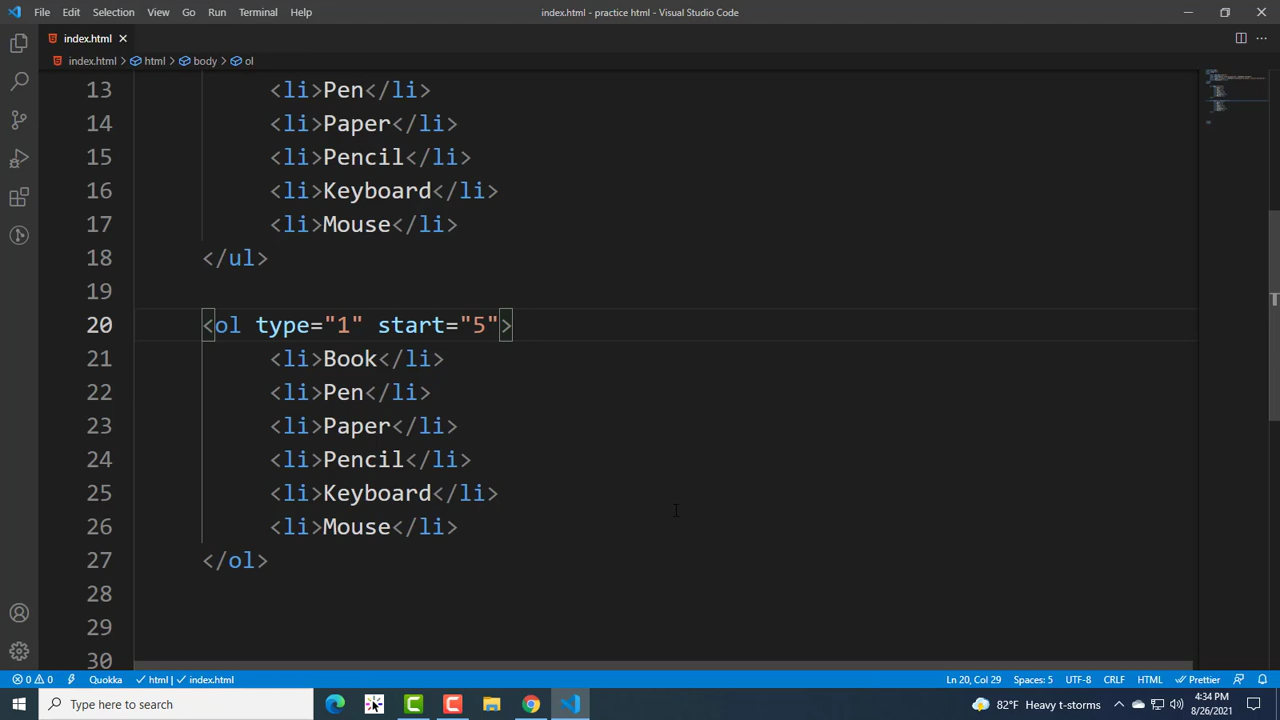 File Edit Selection View Go Run Terminal Help
index.html - practice html - Visual Studio Code
index.html
index.html > html > body > ol
13 <li>Pen</li>
14 <li>Paper</li>
15 <li>Pencil</li>
16 <li>Keyboard</li>
17 <li>Mouse</li>
18 </ul>
19
20 <ol type="1" start="5">
21 <li>Book</li>
22 <li>Pen</li>
23 <li>Paper</li>
24 <li>Pencil</li>
25 <li>Keyboard</li>
26 <li>Mouse</li>
27 </ol>
28
29
30
0 0 Quokka html | index.html Ln 20, Col 29 Spaces: 5 UTF-8 CRLF HTML Prettier
Type here to search
82°F Heavy t-storms
4:34 PM
8/26/2021